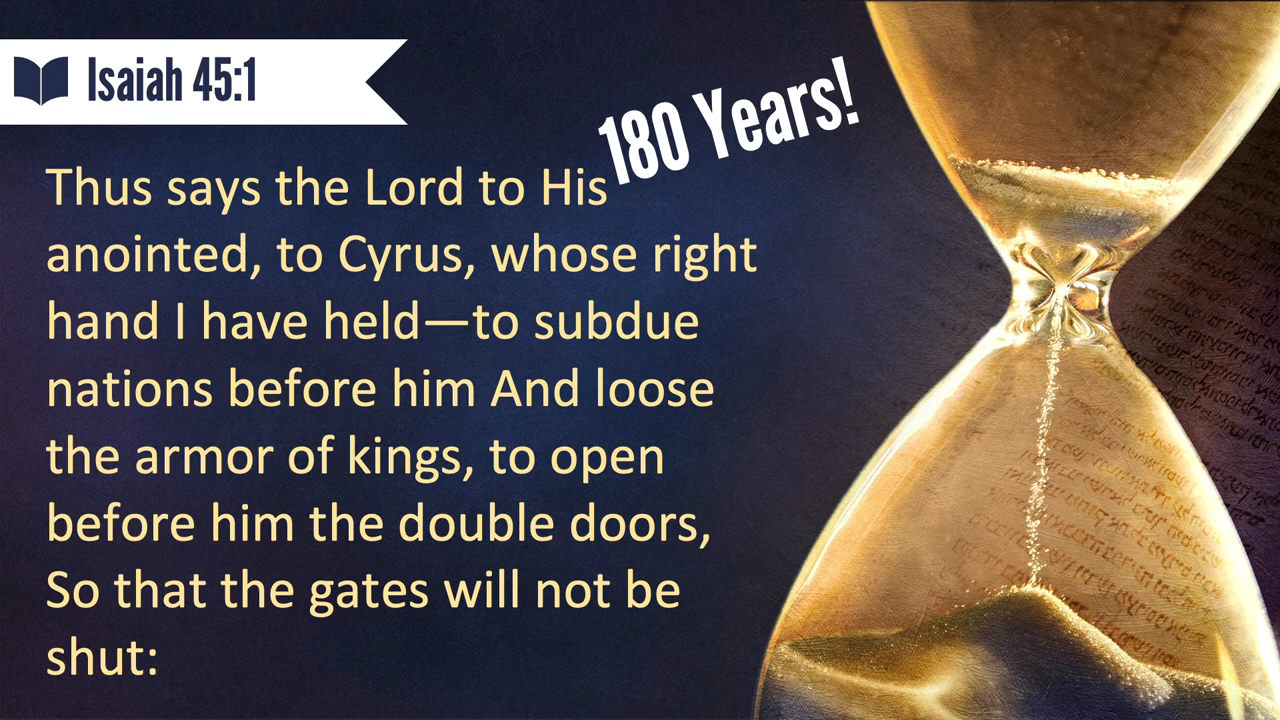 Isaiah 45:1
180 Years!
Thus says the Lord to His
anointed, to Cyrus, whose right
hand I have held—to subdue
nations before him And loose
the armor of kings, to open
before him the double doors,
So that the gates will not be
shut: